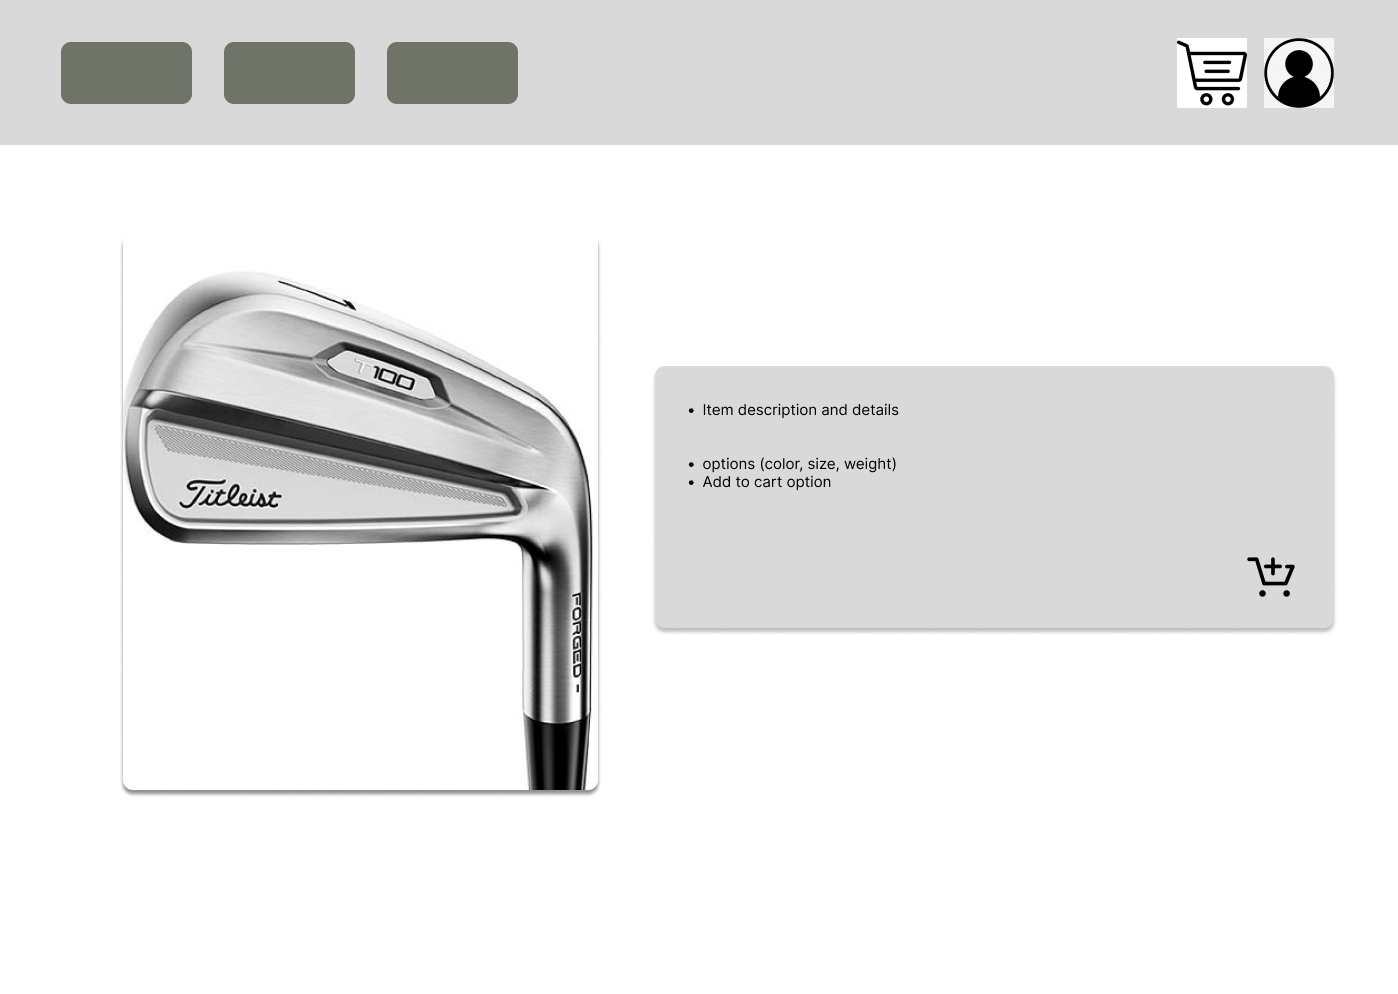 T100
Titleist
FORGED -
• Item description and details
• options (color, size, weight)
• Add to cart option